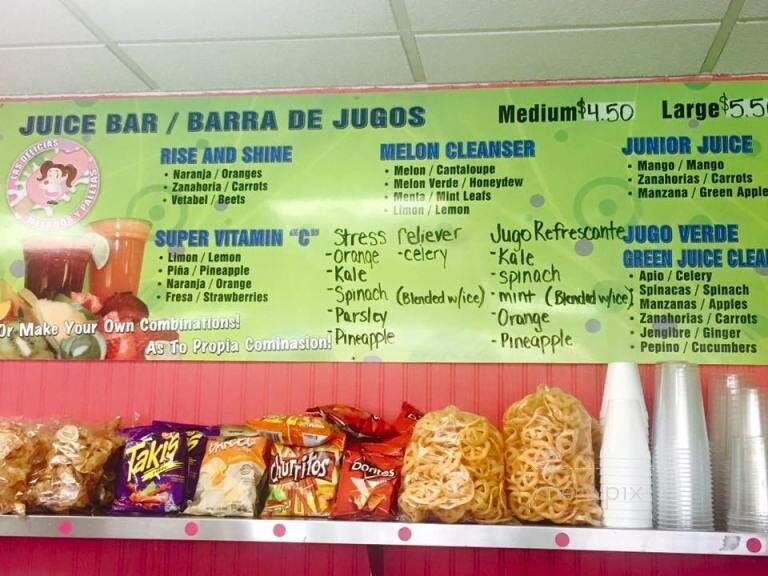 JUICE BAR / BARRA DE JUGOS
Medium $4.50 Large $5.50
LAS DELICIAS
HELADOS Y PALETAS
RISE AND SHINE
• Naranja / Oranges
• Zanahoria / Carrots
• Vetabel / Beets
MELON CLEANSER
• Melon / Cantaloupe
• Melon Verde / Honeydew
• Menta / Mint Leafs
• Limon / Lemon
JUNIOR JUICE
• Mango / Mango
• Zanahorias / Carrots
• Manzana / Green Apple
SUPER VITAMIN "C"
• Limon / Lemon
• Piña / Pineapple
• Naranja / Orange
• Fresa / Strawberries
Stress reliever
-Orange -celery
-Kale
-Spinach (Blended w/ice)
-Parsley
-Pineapple
Jugo Refrescante
-Kale
-spinach
-mint (Blended w/ice)
-Orange
-Pineapple
JUGO VERDE
GREEN JUICE CLEA
• Apio / Celery
• Spinacas / Spinach
• Manzanas / Apples
• Zanahorias / Carrots
• Jengibre / Ginger
• Pepino / Cucumbers
Or Make Your Own Combinations!
As To Propia Cominasion!
Takis
Churritos
Doritos